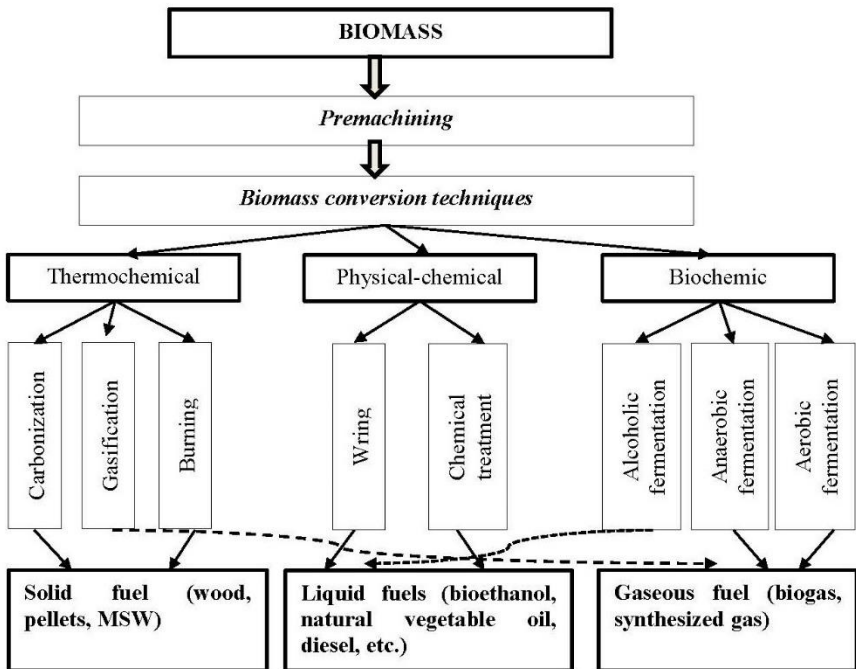 BIOMASS
Premachining
Biomass conversion techniques
Thermochemical
Physical-chemical
Biochemic
Carbonization
Gasification
Burning
Wring
Chemical
treatment
Alcoholic
fermentation
Anaerobic
fermentation
Aerobic
fermentation
Solid fuel (wood,
pellets, MSW)
Liquid fuels (bioethanol,
natural vegetable oil,
diesel, etc.)
Gaseous fuel (biogas,
synthesized gas)